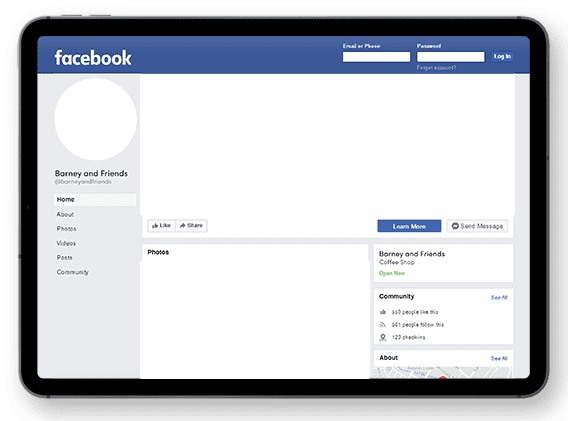 Email or Phone
Password
facebook
Log In
Forgot account?
Barney and Friends
@barneyandfriends
Home
About
Photos
Videos
Posts
Community
Like
Share
Learn More
Send Message
Photos
Barney and Friends
Coffee Shop
Open Now
Community
See All
people like this
561 people follow this
check-ins
About
See All